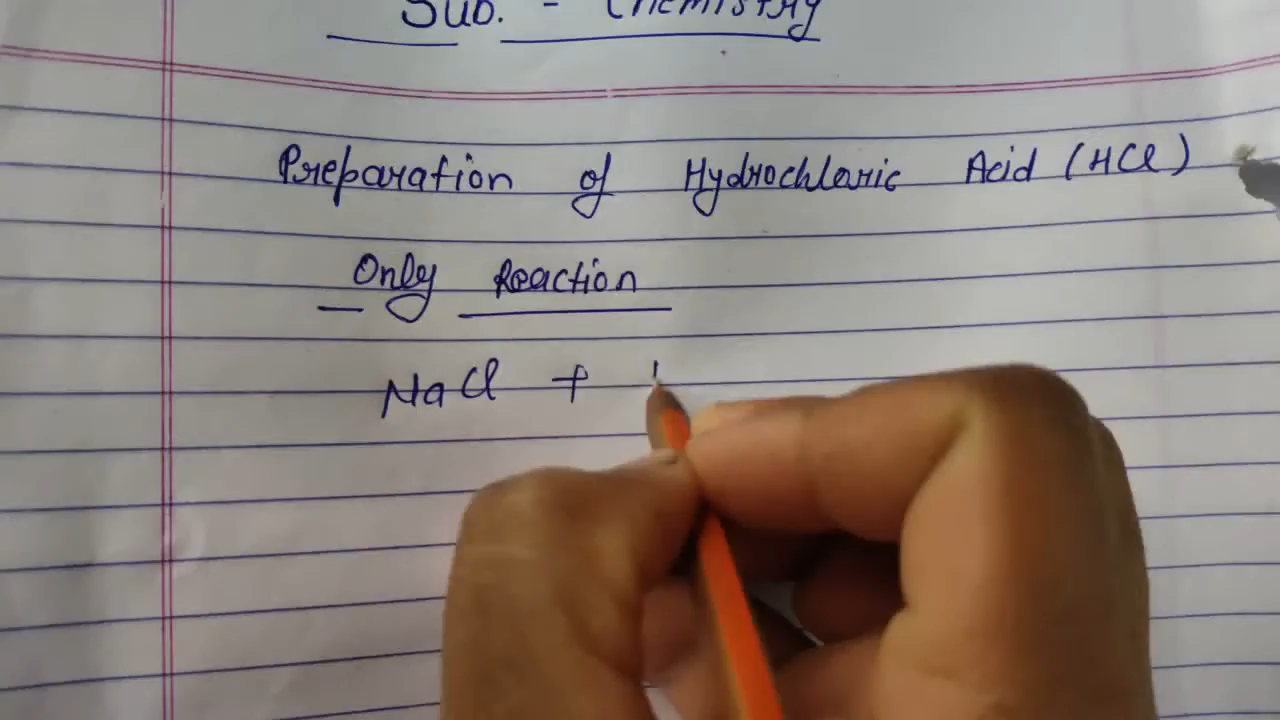 Sub. - Chemistry
Preparation of Hydrochlaric Acid (HCl)
Only Reaction
NaCl +